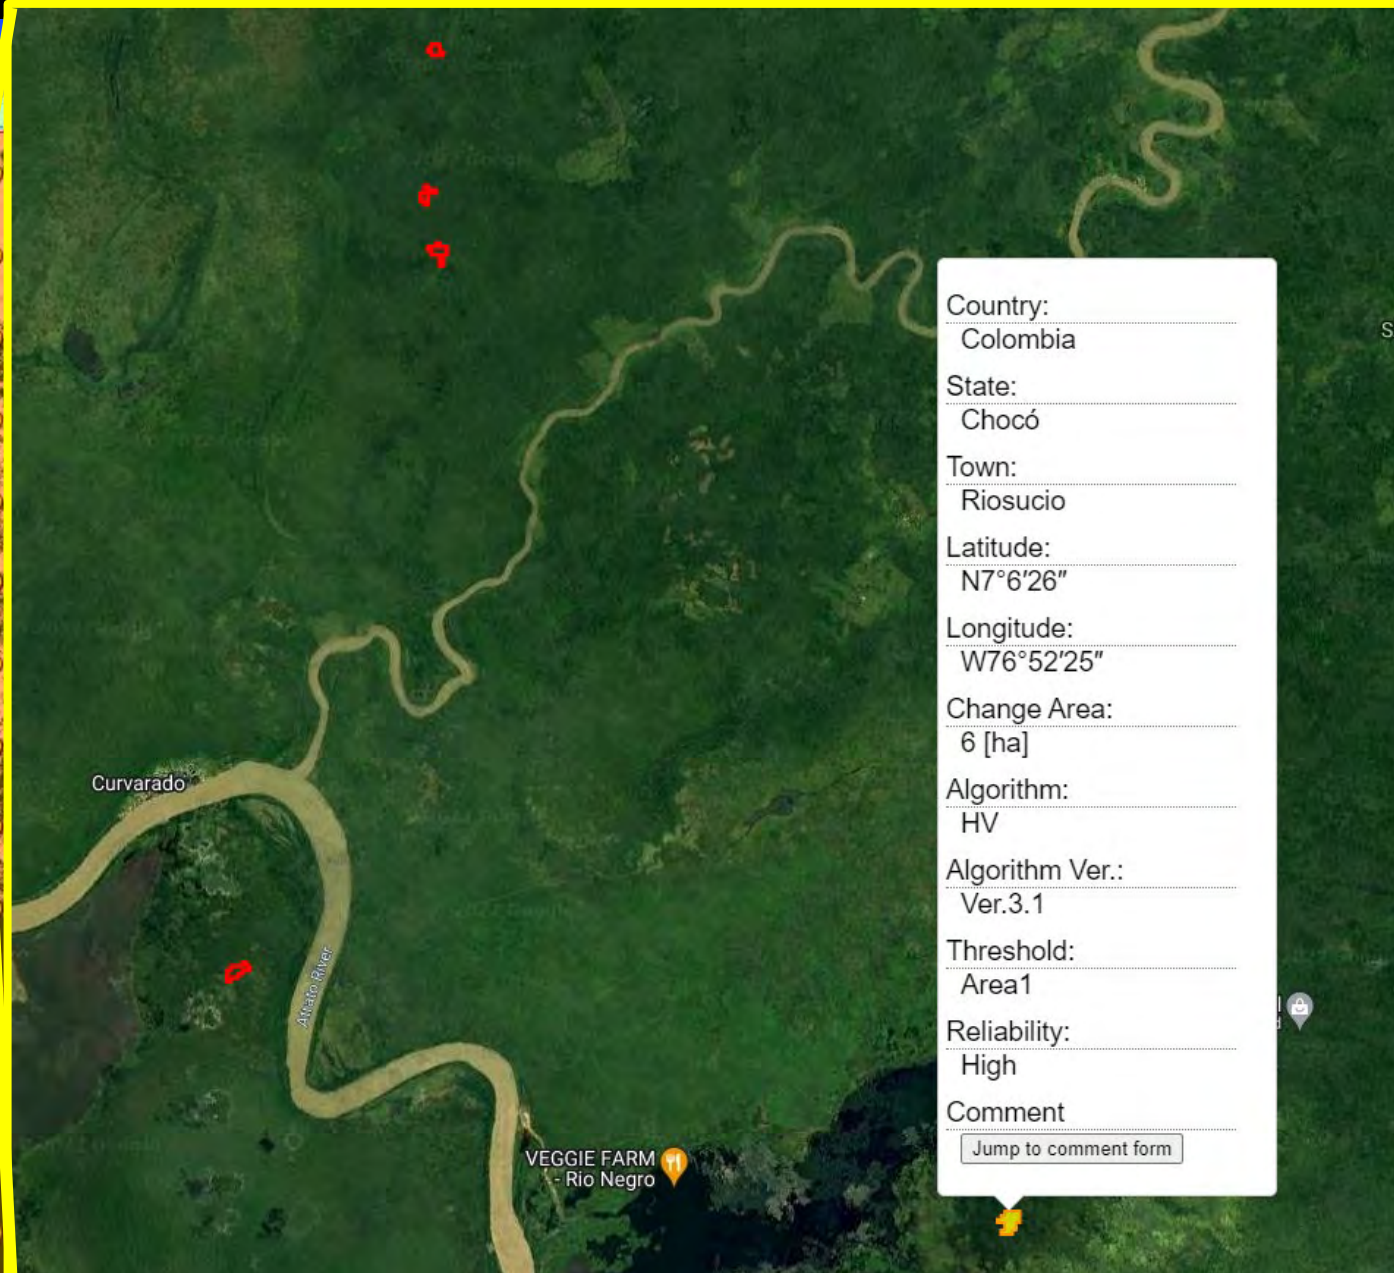 Country:
Colombia
State:
Chocó
Town:
Riosucio
Latitude:
N7°6'26"
Longitude:
W76°52'25"
Change Area:
6 [ha]
Algorithm:
HV
Algorithm Ver.:
Ver.3.1
Threshold:
Area1
Reliability:
High
Comment
Jump to comment form
Curvarado
Atrato River
VEGGIE FARM
- Rio Negro
S